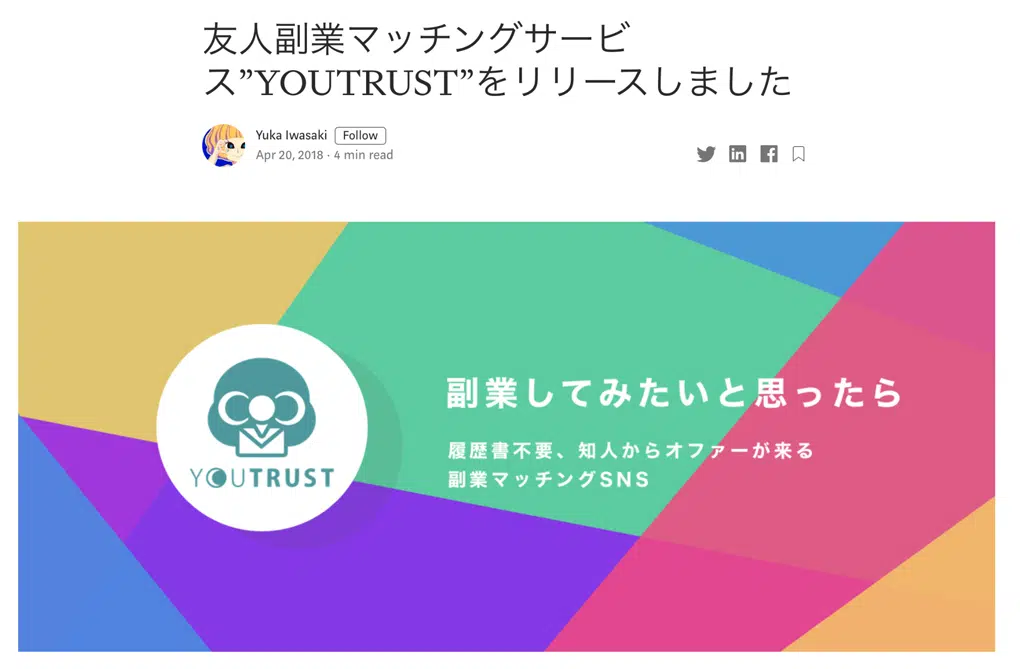 友人副業マッチングサービ
ス”YOUTRUST”をリリースしました
Yuka Iwasaki Follow
Apr 20, 2018 · 4 min read
副業してみたいと思ったら
履歴書不要、知人からオファーが来る
副業マッチングSNS
YOUTRUST